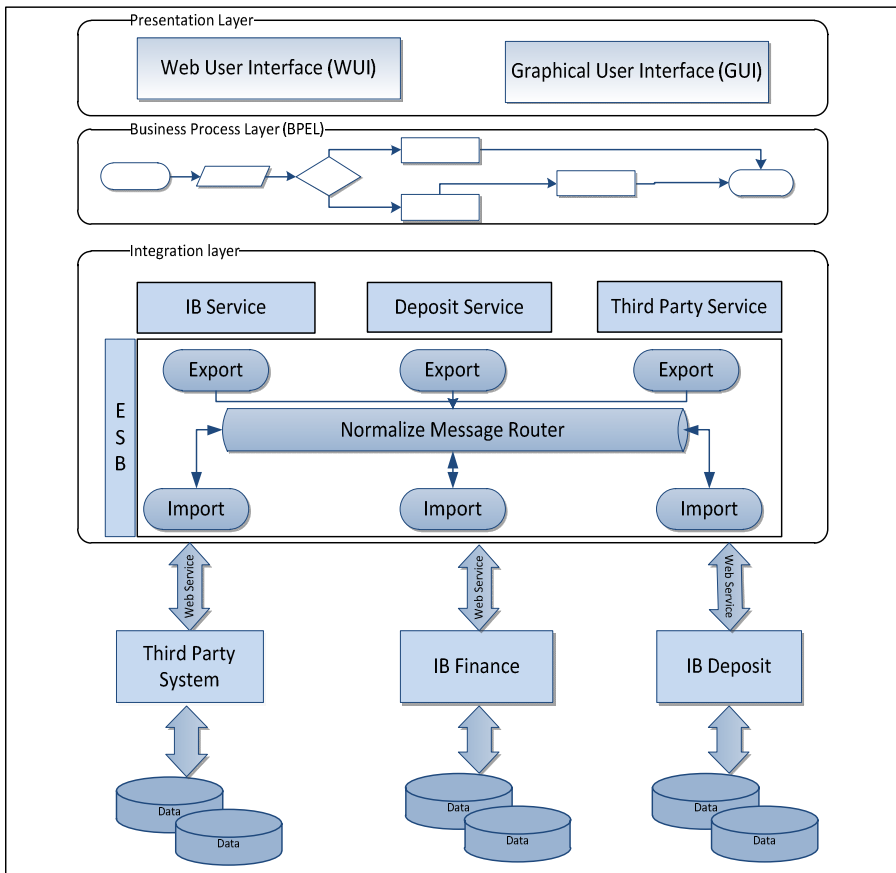 Presentation Layer
Web User Interface (WUI)
Graphical User Interface (GUI)
Business Process Layer (BPEL)
Integration layer
IB Service
Deposit Service
Third Party Service
E
S
B
Export
Export
Export
Normalize Message Router
Import
Import
Import
Web Service
Web Service
Web Service
Third Party
System
IB Finance
IB Deposit
Data
Data
Data
Data
Data
Data